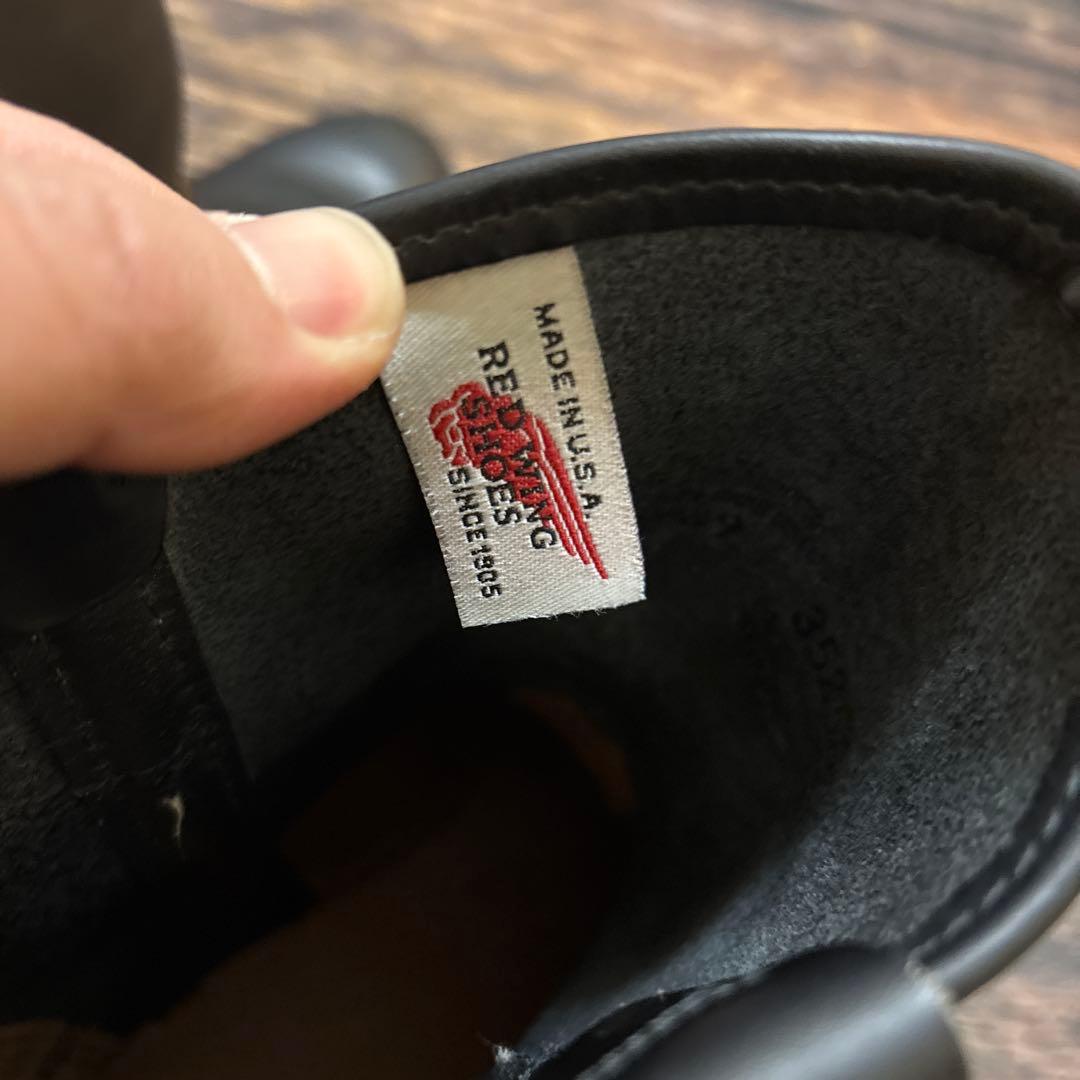 MADE IN U.S.A.
RED WING
SHOES
SINCE 1905